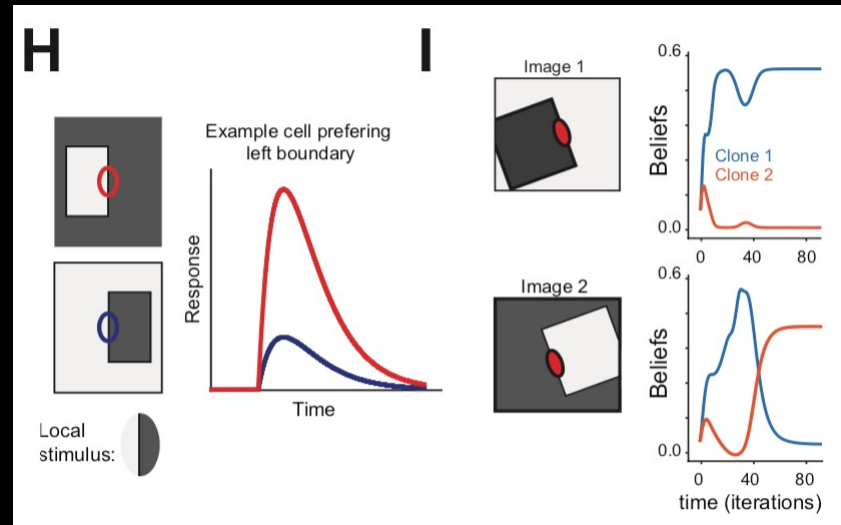 H
Example cell prefering
left boundary
Response
Time
Local
stimulus:
I
Image 1
0.6
Beliefs
Clone 1
Clone 2
0.0
0
40
80
Image 2
0.6
Beliefs
0.0
0
40
80
time (iterations)